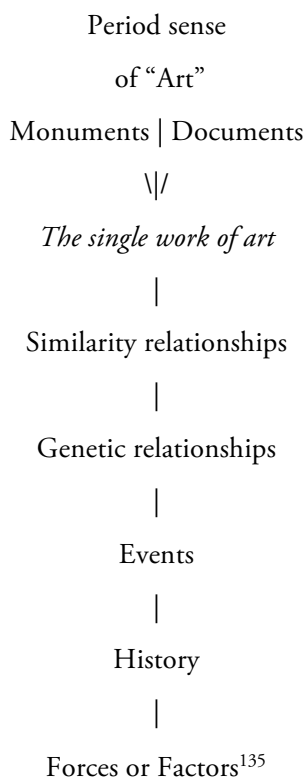 Period sense
of “Art”
Monuments | Documents
\|/
The single work of art
|
Similarity relationships
|
Genetic relationships
|
Events
|
History
|
Forces or Factors135